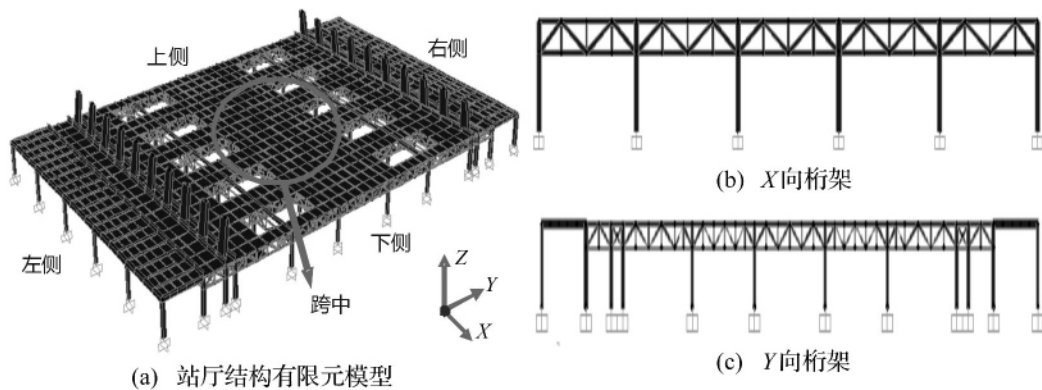 上侧
右侧
左侧
下侧
跨中
Z
Y
X
(a) 站厅结构有限元模型
(b) X向桁架
(c) Y向桁架